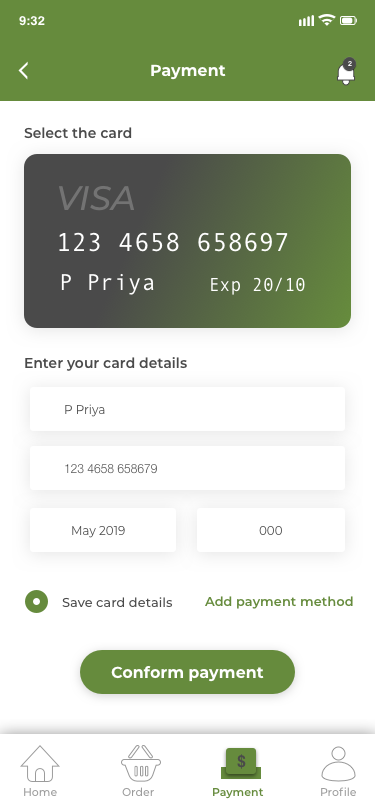 9:32
Payment
2
Select the card
VISA
123 4658 658697
P Priya Exp 20/10
Enter your card details
P Priya
123 4658 658679
May 2019 000
Save card details Add payment method
Conform payment
$
Home Order Payment Profile